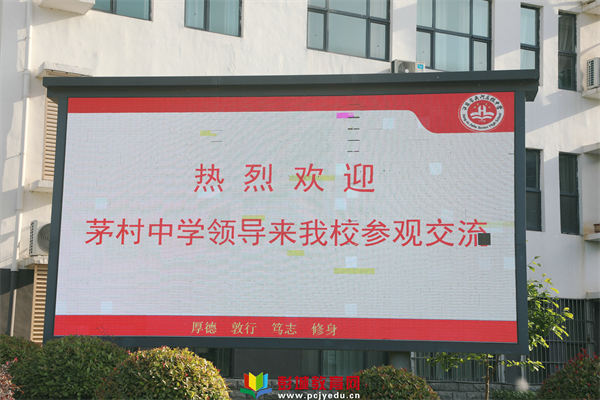 热烈欢迎
茅村中学领导来我校参观交流
厚德 敦行 笃志 修身
www.pcjyedu.cn